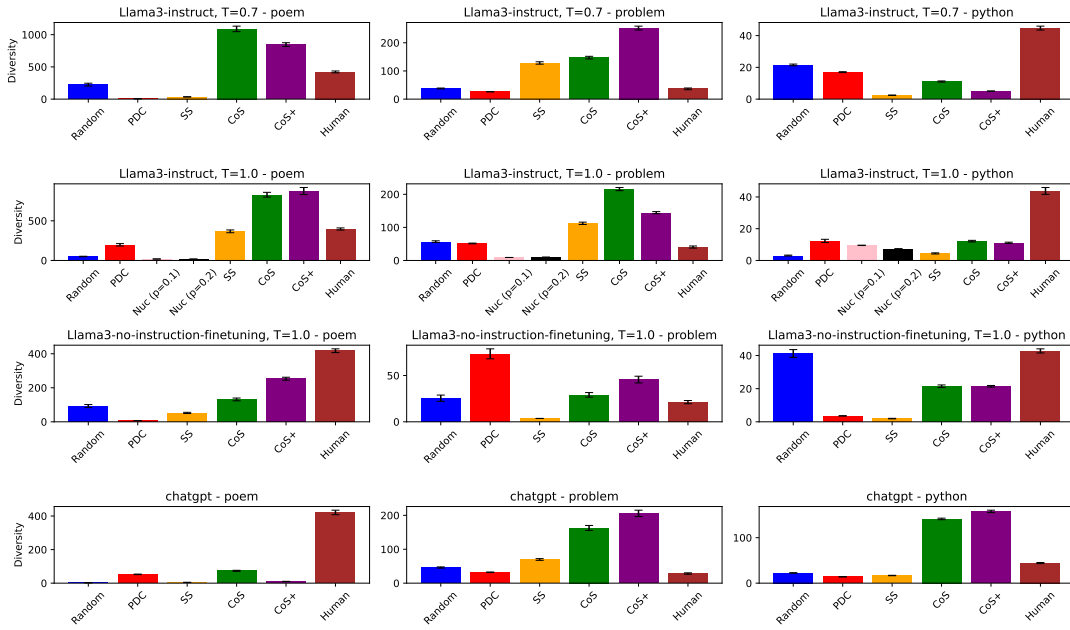 Llama3-instruct, T=0.7 - poem
Diversity
1000
500
0
Random
PDC
SS
CoS
CoS+
Human
Llama3-instruct, T=0.7 - problem
200
100
0
Random
PDC
SS
CoS
CoS+
Human
Llama3-instruct, T=0.7 - python
40
20
0
Random
PDC
SS
CoS
CoS+
Human
Llama3-instruct, T=1.0 - poem
Diversity
500
0
Random
PDC
Nuc (p=0.1)
Nuc (p=0.2)
SS
CoS
CoS+
Human
Llama3-instruct, T=1.0 - problem
200
100
0
Random
PDC
Nuc (p=0.1)
Nuc (p=0.2)
SS
CoS
CoS+
Human
Llama3-instruct, T=1.0 - python
40
20
0
Random
PDC
Nuc (p=0.1)
Nuc (p=0.2)
SS
CoS
CoS+
Human
Llama3-no-instruction-finetuning, T=1.0 - poem
Diversity
400
200
0
Random
PDC
SS
CoS
CoS+
Human
Llama3-no-instruction-finetuning, T=1.0 - problem
50
0
Random
PDC
SS
CoS
CoS+
Human
Llama3-no-instruction-finetuning, T=1.0 - python
40
20
0
Random
PDC
SS
CoS
CoS+
Human
chatgpt - poem
Diversity
400
200
0
Random
PDC
SS
CoS
CoS+
Human
chatgpt - problem
200
100
0
Random
PDC
SS
CoS
CoS+
Human
chatgpt - python
100
0
Random
PDC
SS
CoS
CoS+
Human